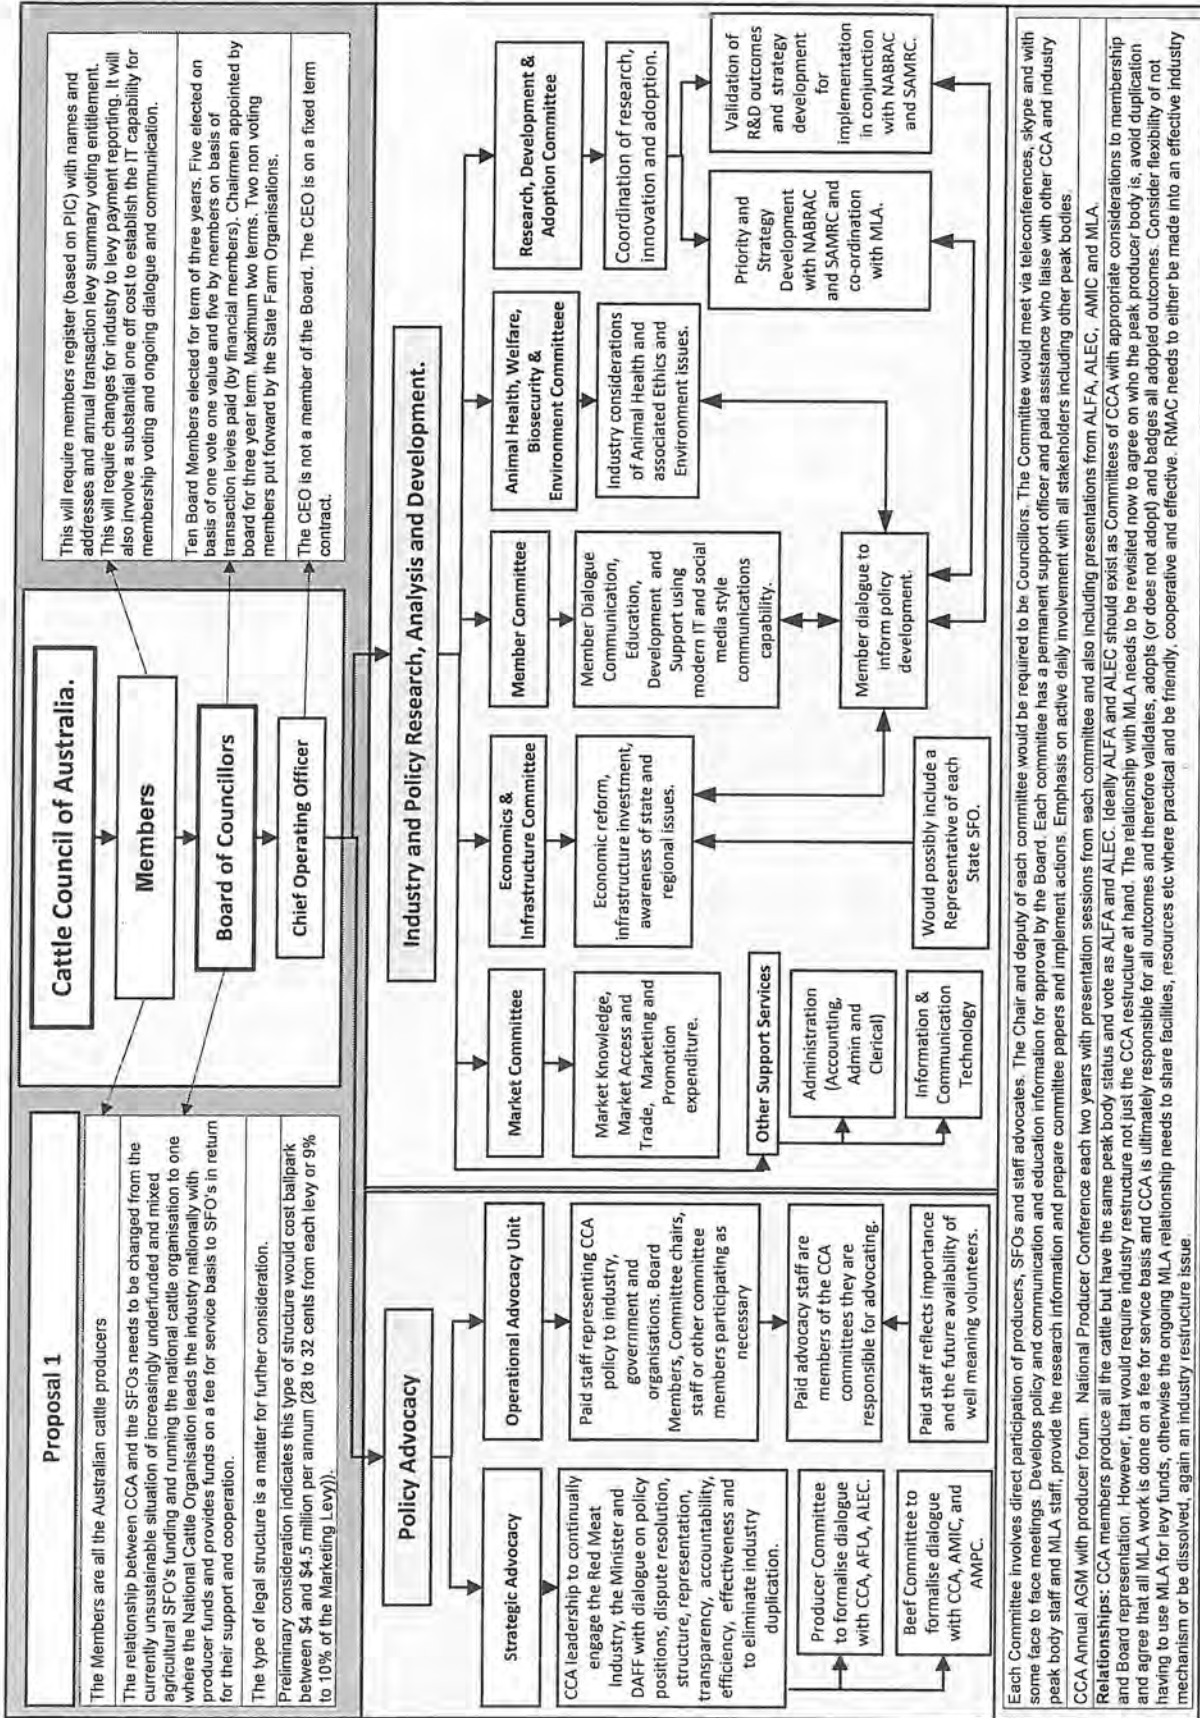 Proposal 1
The Members are all the Australian cattle producers
The relationship between CCA and the SFOs needs to be changed from the
currently unsustainable situation of increasingly underfunded and mixed
agricultural SFO's funding and running the national cattle organisation to one
where the National Cattle Organisation leads the industry nationally with
producer funds and provides funds on a fee for service basis to SFO's in return
for their support and cooperation.
The type of legal structure is a matter for further consideration.
Preliminary consideration indicates this type of structure would cost ballpark
between $4 and $4.5 million per annum (28 to 32 cents from each levy or 9%
to 10% of the Marketing Levy)).
Cattle Council of Australia.
Members
Board of Councillors
Chief Operating Officer
This will require members register (based on PIC) with names and
addresses and annual transaction levy summary voting entitlement.
This will require changes for industry to levy payment reporting. It will
also involve a substantial one off cost to establish the IT capability for
membership voting and ongoing dialogue and communication.
Ten Board Members elected for term of three years. Five elected on
basis of one vote one value and five by members on basis of
transaction levies paid (by financial members). Chairmen appointed by
board for three year term. Maximum two terms. Two non voting
members put forward by the State Farm Organisations.
The CEO is not a member of the Board. The CEO is on a fixed term
contract.
Policy Advocacy
Strategic Advocacy
CCA leadership to continually
engage the Red Meat
Industry, the Minister and
DAFF with dialogue on policy
positions, dispute resolution,
structure, representation,
transparency, accountability,
efficiency, effectiveness and
to eliminate industry
duplication.
Producer Committee
to formalise dialogue
with CCA, AFLA, ALEC.
Beef Committee to
formalise dialogue
with CCA, AMIC, and
AMPC.
Operational Advocacy Unit
Paid staff representing CCA
policy to industry,
government and
organisations. Board
Members, Committee chairs,
staff or other committee
members participating as
necessary
Paid advocacy staff are
members of the CCA
committees they are
responsible for advocating.
Paid staff reflects importance
and the future availability of
well meaning volunteers.
Industry and Policy Research, Analysis and Development.
Market Committee
Market Knowledge,
Market Access and
Trade, Marketing and
Promotion
expenditure.
Other Support Services
Administration
(Accounting,
Admin and
Clerical)
Information &
Communication
Technology
Economics &
Infrastructure Committee
Economic reform,
infrastructure investment,
awareness of state and
regional issues.
Would possibly include a
Representative of each
State SFO.
Member Committee
Member Dialogue
Communication,
Education,
Development and
Support using
modern IT and social
media style
communications
capability.
Member dialogue to
inform policy
development.
Animal Health, Welfare,
Biosecurity &
Environment Committeee
Industry considerations
of Animal Health and
associated Ethics and
Environment issues.
Research, Development &
Adoption Committee
Coordination of research,
innovation and adoption.
Priority and
Strategy
Development
with NABRAC
and SAMRC and
co-ordination
with MLA.
Validation of
R&D outcomes
and strategy
development
for
implementation
in conjunction
with NABRAC
and SAMRC.
Each Committee involves direct participation of producers, SFOs and staff advocates. The Chair and deputy of each committee would be required to be Councillors. The Committee would meet via teleconferences, skype and with
some face to face meetings. Develops policy and communication and education information for approval by the Board. Each committee has a permanent support officer and paid assistance who liaise with other CCA and industry
peak body staff and MLA staff, provide the research information and prepare committee papers and implement actions. Emphasis on active daily involvement with all stakeholders including other peak bodies.
CCA Annual AGM with producer forum. National Producer Conference each two years with presentation sessions from each committee and also including presentations from ALFA, ALEC, AMIC and MLA.
Relationships: CCA members produce all the cattle but have the same peak body status and vote as ALFA and ALEC. Ideally ALFA and ALEC should exist as Committees of CCA with appropriate considerations to membership
and Board representation. However, that would require industry restructure not just the CCA restructure at hand. The relationship with MLA needs to be revisited now to agree on who the peak producer body is, avoid duplication
and agree that all MLA work is done on a fee for service basis and CCA is ultimately responsible for all outcomes and therefore validates, adopts (or does not adopt) and badges all adopted outcomes. Consider flexibility of not
having to use MLA for levy funds, otherwise the ongoing MLA relationship needs to share facilities, resources etc where practical and be friendly, cooperative and effective. RMAC needs to either be made into an effective industry
mechanism or be dissolved, again an industry restructure issue.